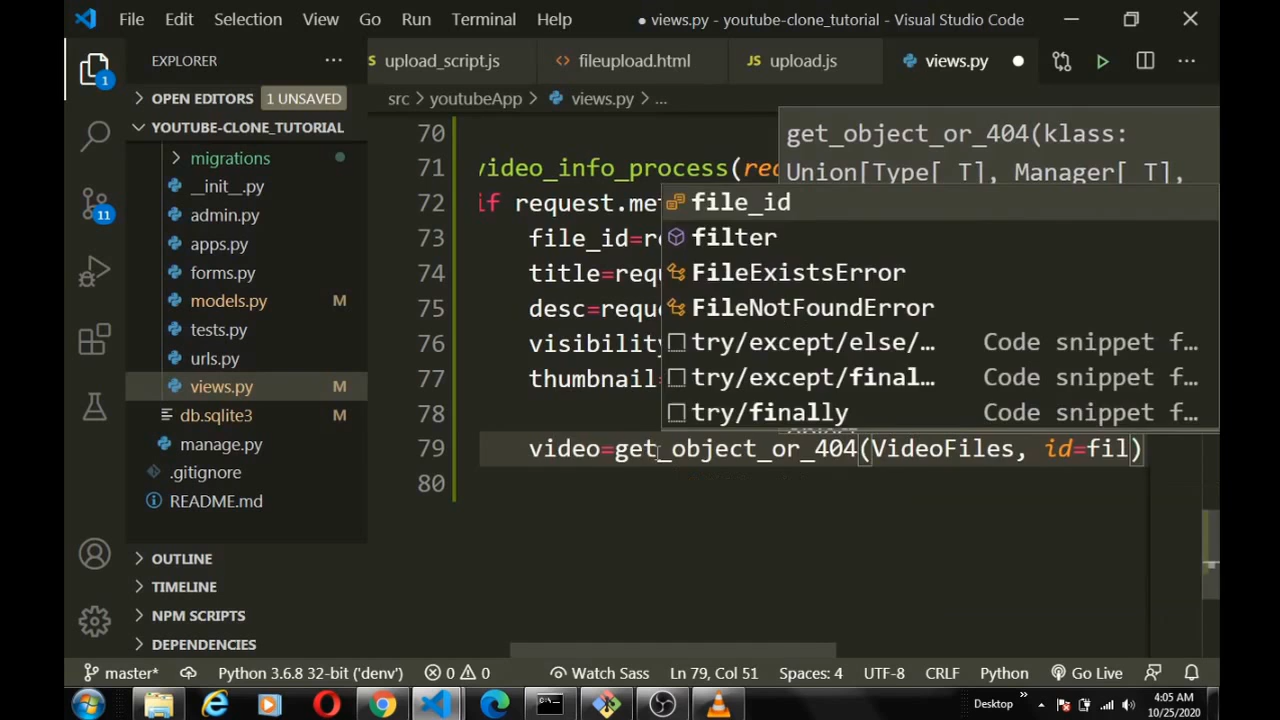 File Edit Selection View Go Run Terminal Help
● views.py - youtube-clone_tutorial - Visual Studio Code
EXPLORER
upload_script.js
<> fileupload.html
JS upload.js
views.py
OPEN EDITORS 1 UNSAVED
src > youtubeApp > views.py > ...
YOUTUBE-CLONE_TUTORIAL
migrations
__init__.py
admin.py
apps.py
forms.py
models.py M
tests.py
urls.py
views.py M
db.sqlite3 M
manage.py
.gitignore
README.md
OUTLINE
TIMELINE
NPM SCRIPTS
DEPENDENCIES
1
11
get_object_or_404(klass:
Union[Type[_T], Manager[_T],
70
71 video_info_process(req
72 if request.me
73 file_id=re
74 title=requ
75 desc=reque
76 visibility
77 thumbnail=
78
79 video=get_object_or_404(VideoFiles, id=fil)
80
file_id
filter
FileExistsError
FileNotFoundError
try/except/else/… Code snippet f…
try/except/final… Code snippet f…
try/finally Code snippet f…
master* Python 3.6.8 32-bit ('denv') 0 0 Watch Sass Ln 79, Col 51 Spaces: 4 UTF-8 CRLF Python Go Live
Desktop » 4:05 AM
10/25/2020